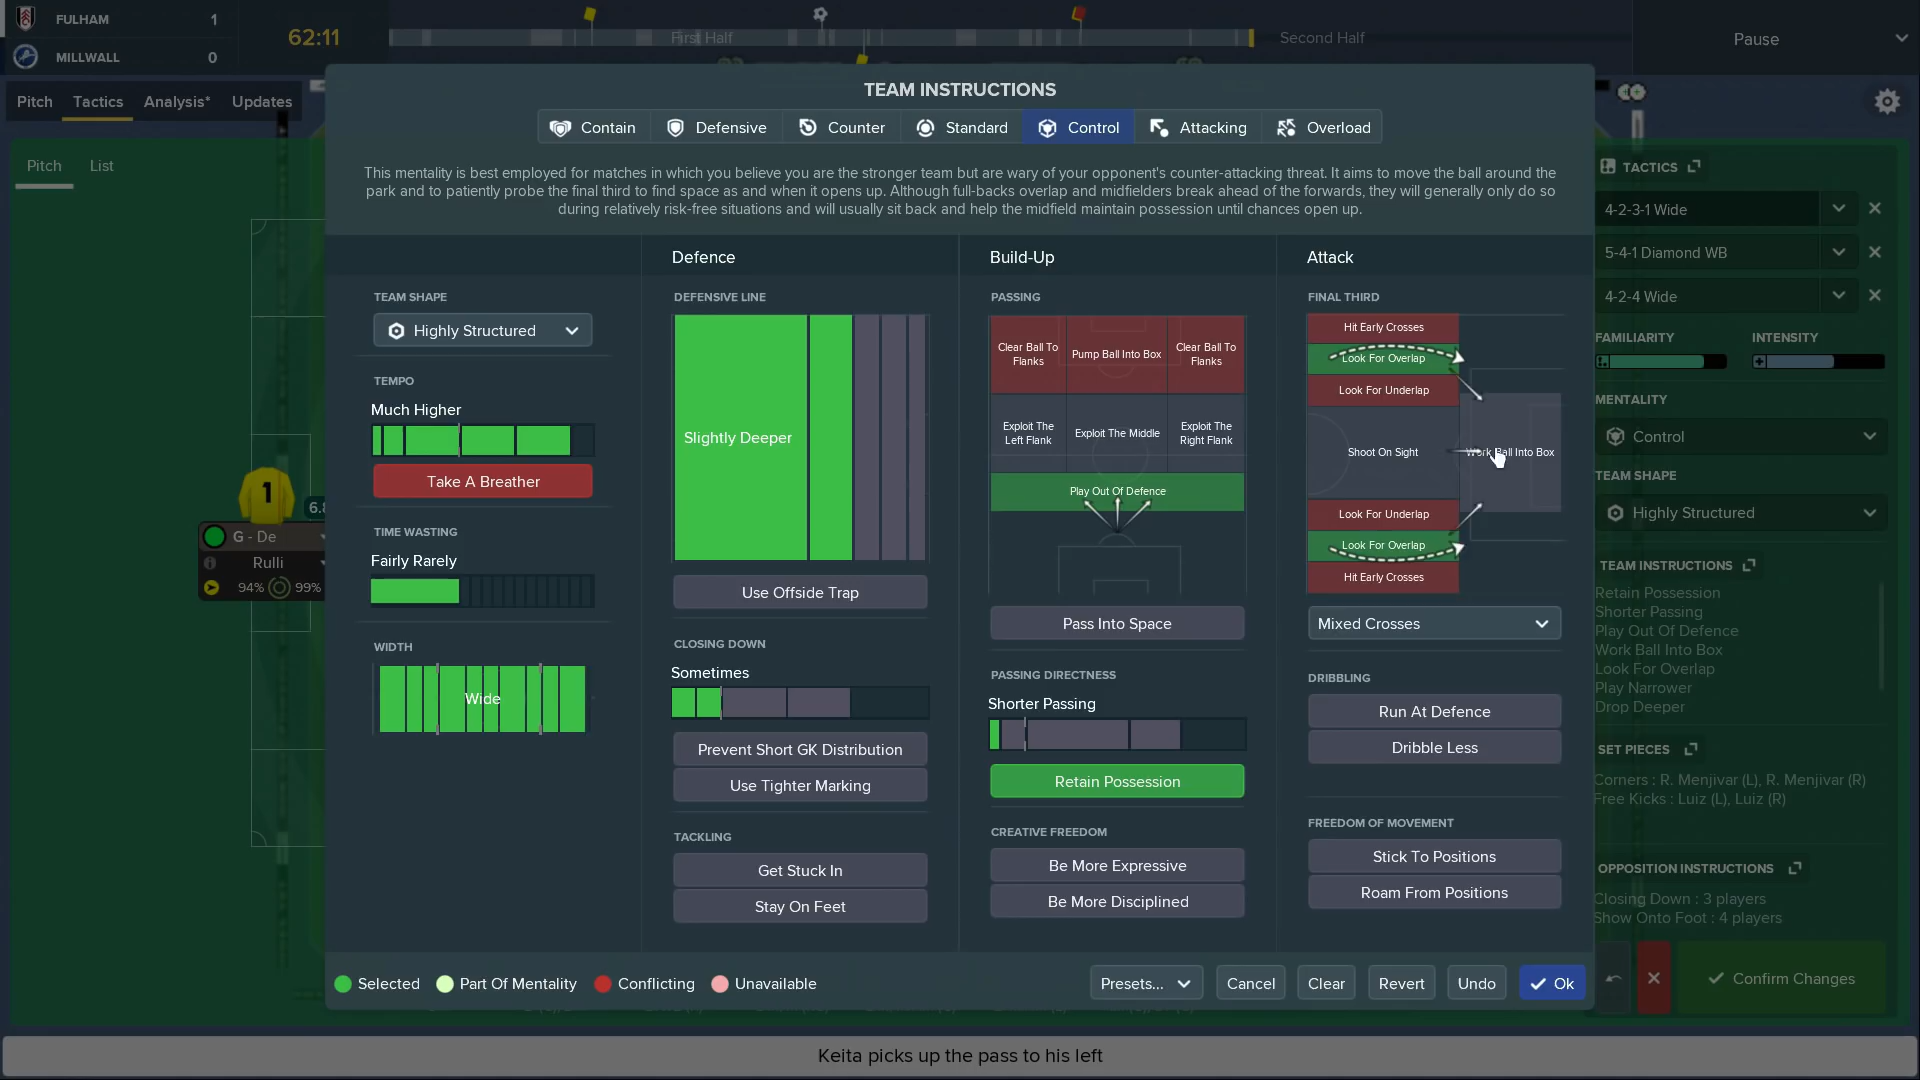 FULHAM 1
MILLWALL 0
62:11
First Half
Second Half
Pause
Pitch
Tactics
Analysis*
Updates
Pitch
List
1
6.8
G - De
Rulli
94%
99%
TEAM INSTRUCTIONS
Contain
Defensive
Counter
Standard
Control
Attacking
Overload
This mentality is best employed for matches in which you believe you are the stronger team but are wary of your opponent's counter-attacking threat. It aims to move the ball around the
park and to patiently probe the final third to find space as and when it opens up. Although full-backs overlap and midfielders break ahead of the forwards, they will generally only do so
during relatively risk-free situations and will usually sit back and help the midfield maintain possession until chances open up.
TEAM SHAPE
Highly Structured
TEMPO
Much Higher
Take A Breather
TIME WASTING
Fairly Rarely
WIDTH
Wide
Defence
DEFENSIVE LINE
Slightly Deeper
Use Offside Trap
CLOSING DOWN
Sometimes
Prevent Short GK Distribution
Use Tighter Marking
TACKLING
Get Stuck In
Stay On Feet
Build-Up
PASSING
Clear Ball To
Flanks
Pump Ball Into Box
Clear Ball To
Flanks
Exploit The
Left Flank
Exploit The Middle
Exploit The
Right Flank
Play Out Of Defence
Pass Into Space
PASSING DIRECTNESS
Shorter Passing
Retain Possession
CREATIVE FREEDOM
Be More Expressive
Be More Disciplined
Attack
FINAL THIRD
Hit Early Crosses
Look For Overlap
Look For Underlap
Shoot On Sight
Work Ball Into Box
Look For Underlap
Look For Overlap
Hit Early Crosses
Mixed Crosses
DRIBBLING
Run At Defence
Dribble Less
FREEDOM OF MOVEMENT
Stick To Positions
Roam From Positions
Selected
Part Of Mentality
Conflicting
Unavailable
Presets...
Cancel
Clear
Revert
Undo
Ok
TACTICS
4-2-3-1 Wide
5-4-1 Diamond WB
4-2-4 Wide
FAMILIARITY
INTENSITY
MENTALITY
Control
TEAM SHAPE
Highly Structured
TEAM INSTRUCTIONS
Retain Possession
Shorter Passing
Play Out Of Defence
Work Ball Into Box
Look For Overlap
Play Narrower
Drop Deeper
SET PIECES
Corners : R. Menjivar (L), R. Menjivar (R)
Free Kicks : Luiz (L), Luiz (R)
OPPOSITION INSTRUCTIONS
Closing Down : 3 players
Show Onto Foot : 4 players
Confirm Changes
Keita picks up the pass to his left